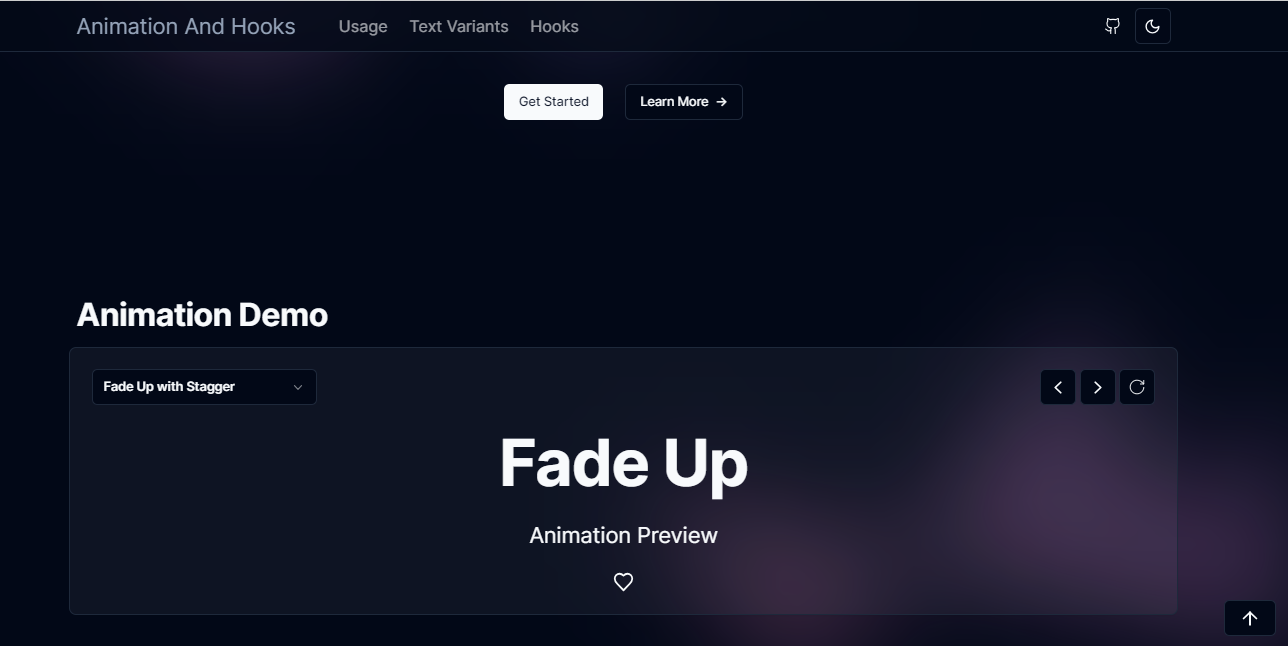 Animation And Hooks Usage Text Variants Hooks
Get Started Learn More →
Animation Demo
Fade Up with Stagger
Fade Up
Animation Preview